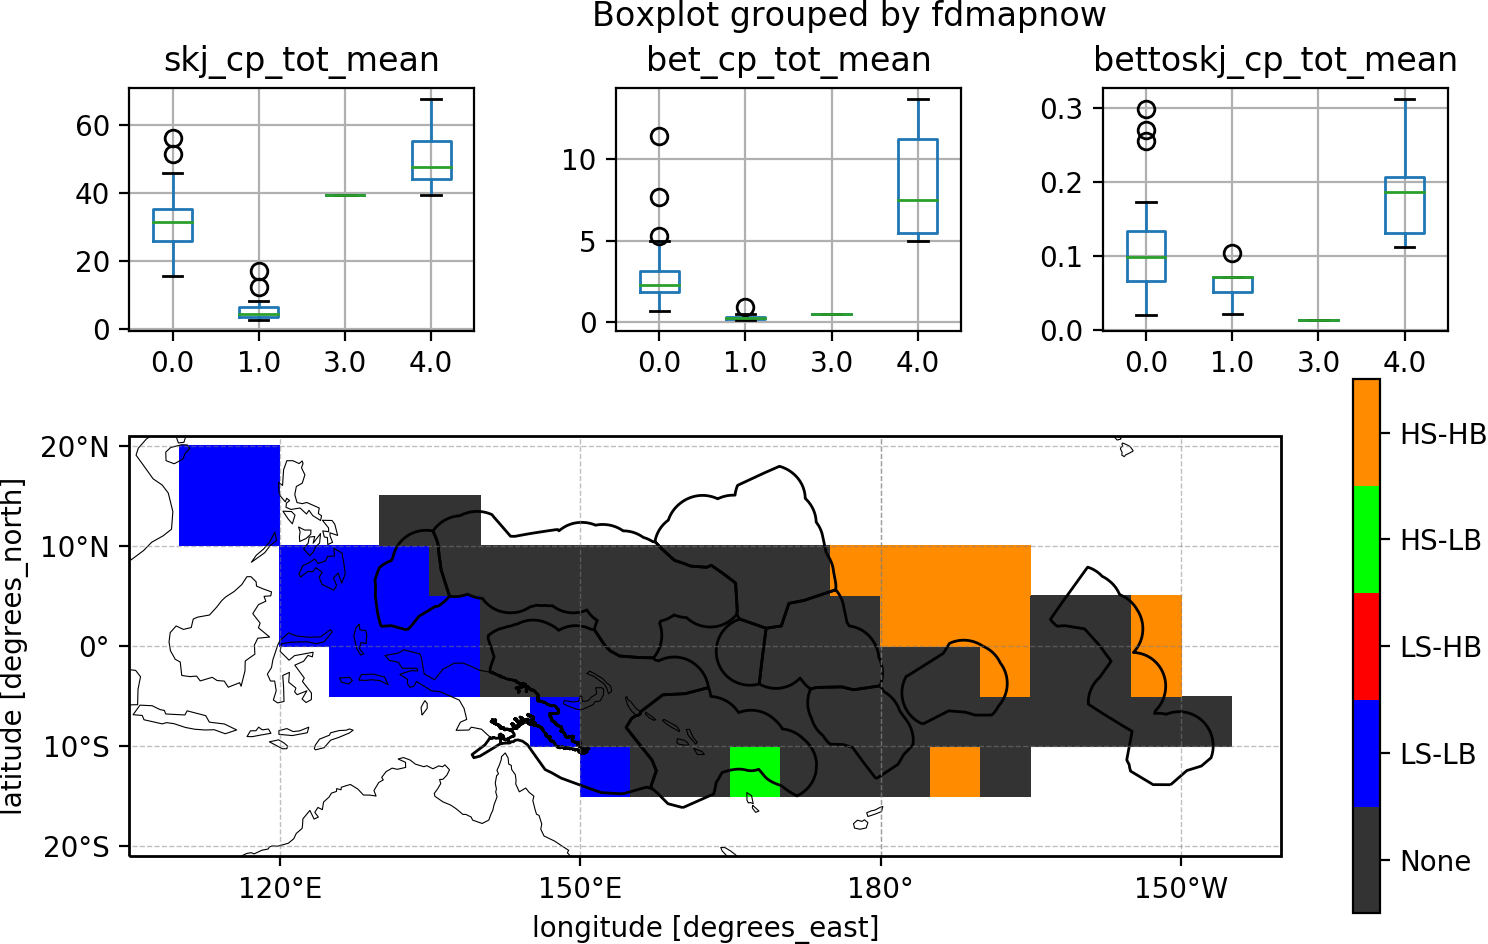 Boxplot grouped by fdmapnow
skj_cp_tot_mean
bet_cp_tot_mean
bettoskj_cp_tot_mean
60
40
20
0
0.0 1.0 3.0 4.0
10
5
0
0.0 1.0 3.0 4.0
0.3
0.2
0.1
0.0
0.0 1.0 3.0 4.0
20°N
10°N
0°
10°S
20°S
latitude [degrees_north]
120°E 150°E 180° 150°W
longitude [degrees_east]
HS-HB
HS-LB
LS-HB
LS-LB
None